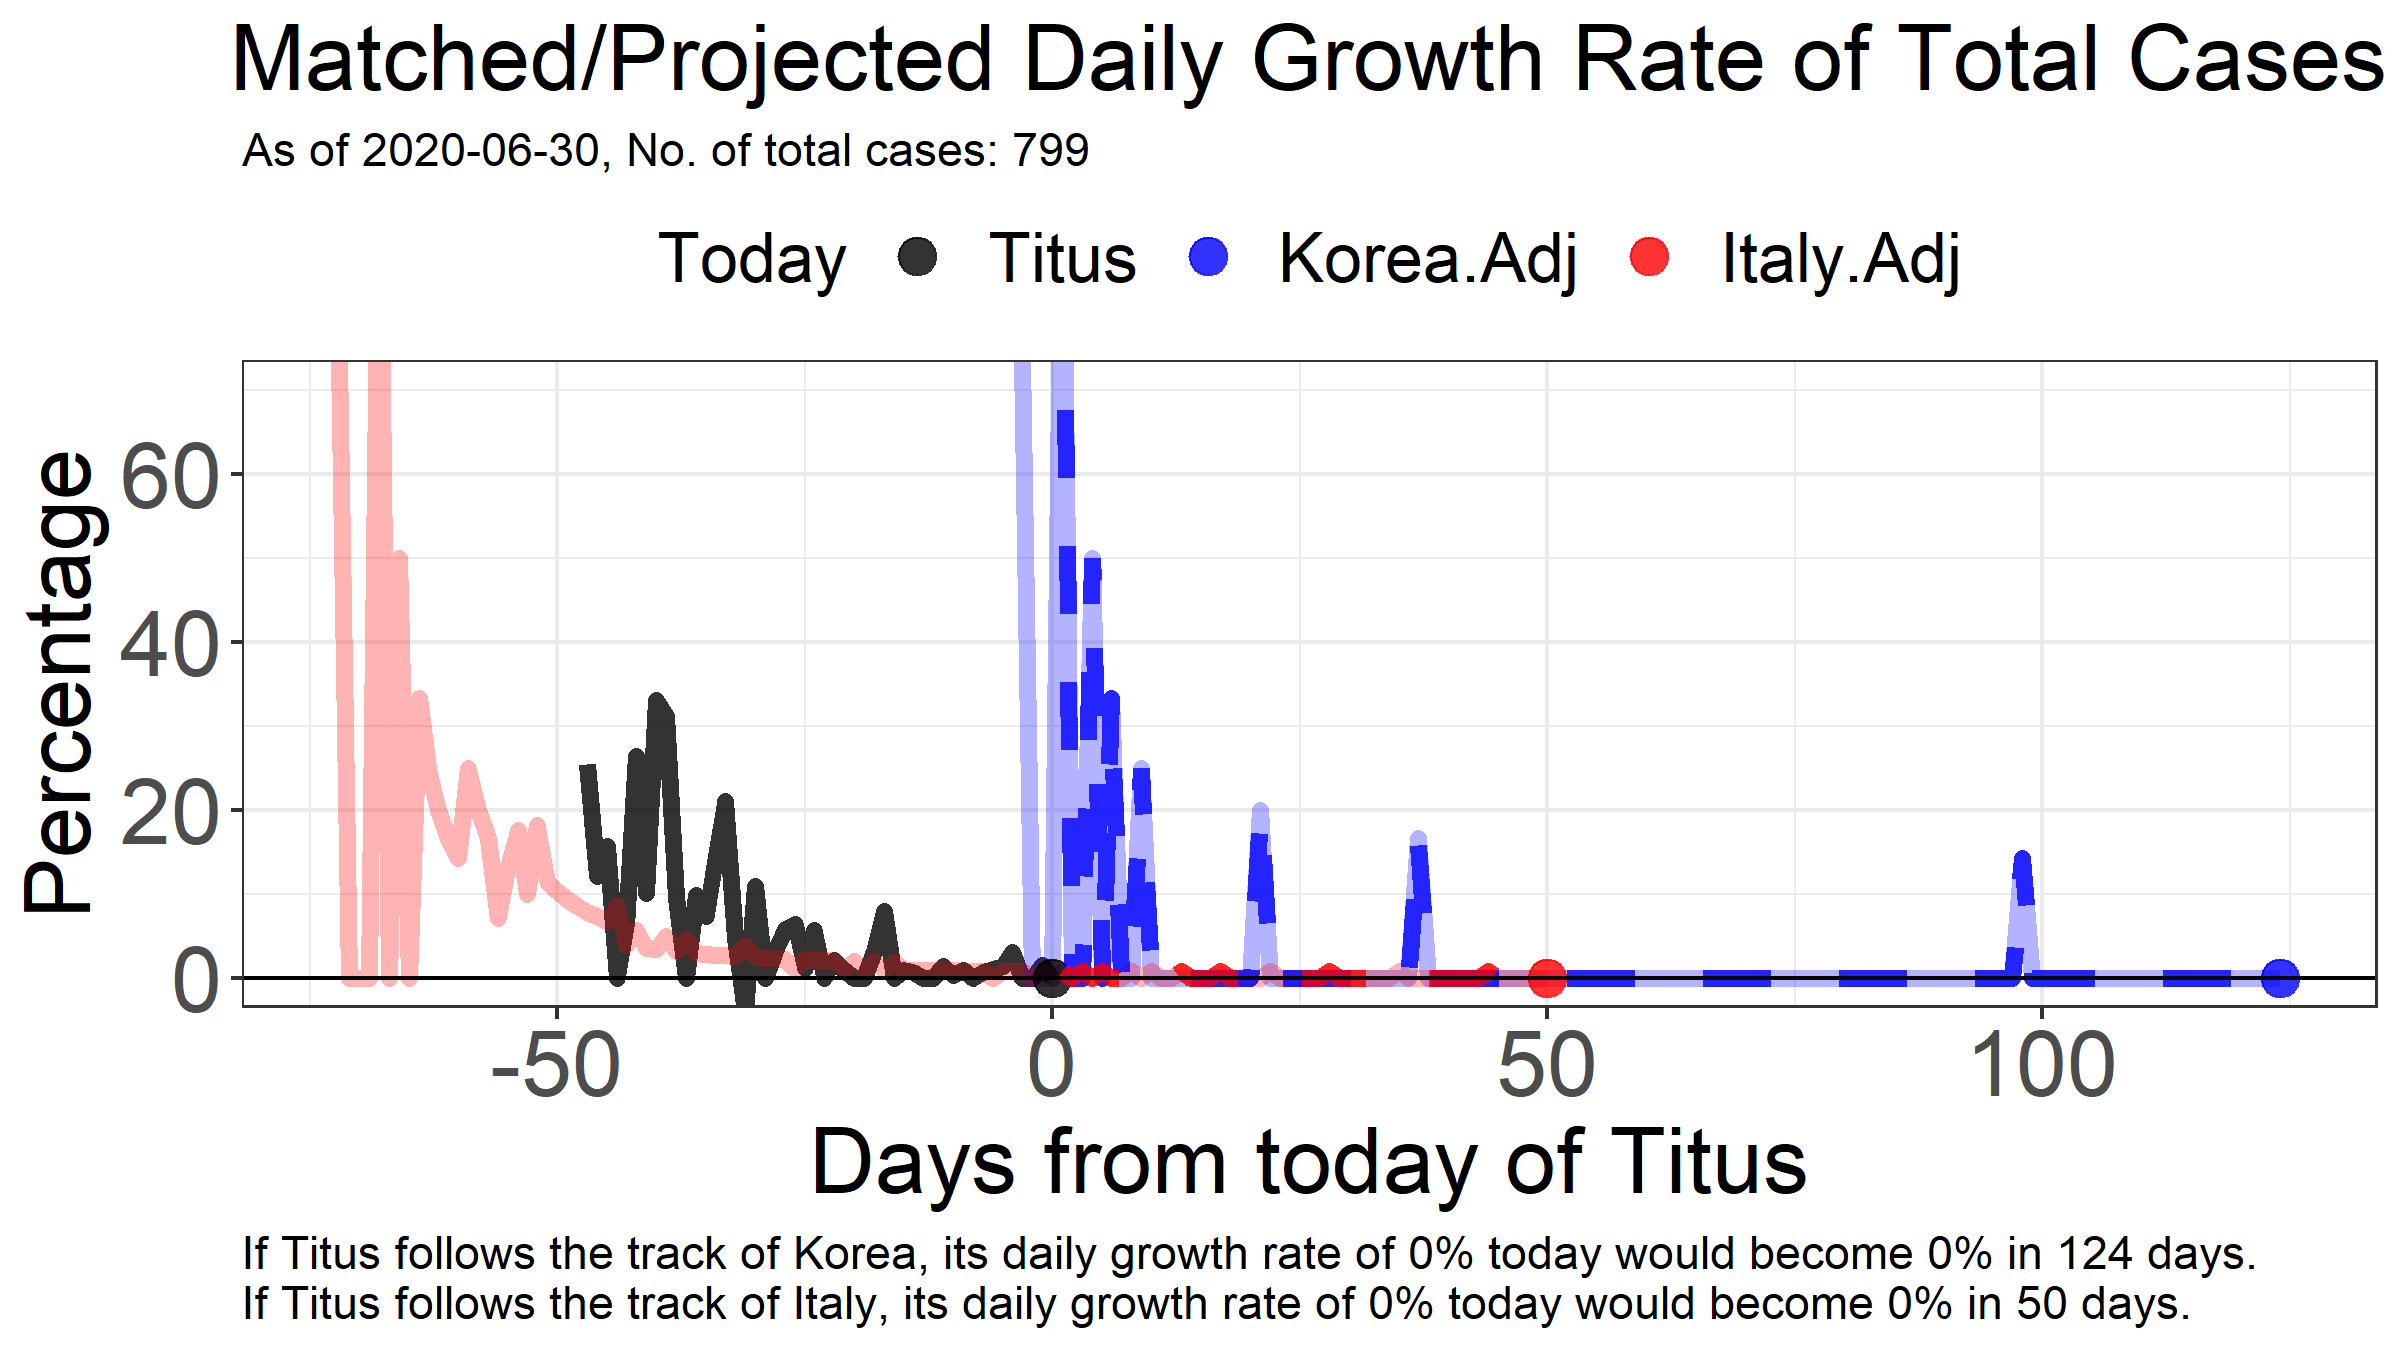 Matched/Projected Daily Growth Rate of Total Cases
As of 2020-06-30, No. of total cases: 799
Today Titus Korea.Adj Italy.Adj
Percentage
60
40
20
0
-50 0 50 100
Days from today of Titus
If Titus follows the track of Korea, its daily growth rate of 0% today would become 0% in 124 days.
If Titus follows the track of Italy, its daily growth rate of 0% today would become 0% in 50 days.